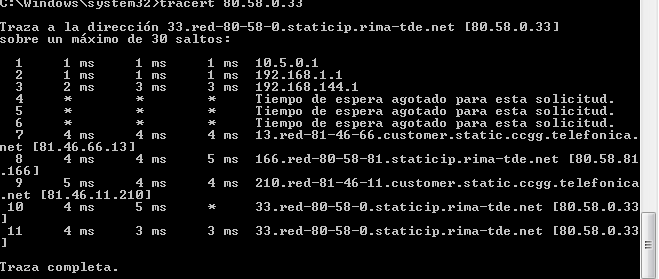 C:\Windows\system32>tracert 80.58.0.33
Traza a la dirección 33.red-80-58-0.staticip.rima-tde.net [80.58.0.33]
sobre un máximo de 30 saltos:
1 1 ms 1 ms 1 ms 10.5.0.1
2 1 ms 1 ms 1 ms 192.168.1.1
3 2 ms 3 ms 3 ms 192.168.144.1
4 * * * Tiempo de espera agotado para esta solicitud.
5 * * * Tiempo de espera agotado para esta solicitud.
6 * * * Tiempo de espera agotado para esta solicitud.
7 4 ms 4 ms 4 ms 13.red-81-46-66.customer.static.ccgg.telefonica.
net [81.46.66.13]
8 4 ms 4 ms 5 ms 166.red-80-58-81.staticip.rima-tde.net [80.58.81
.166]
9 5 ms 4 ms 4 ms 210.red-81-46-11.customer.static.ccgg.telefonica
.net [81.46.11.210]
10 4 ms 5 ms * 33.red-80-58-0.staticip.rima-tde.net [80.58.0.33
]
11 4 ms 3 ms 3 ms 33.red-80-58-0.staticip.rima-tde.net [80.58.0.33
]
Traza completa.